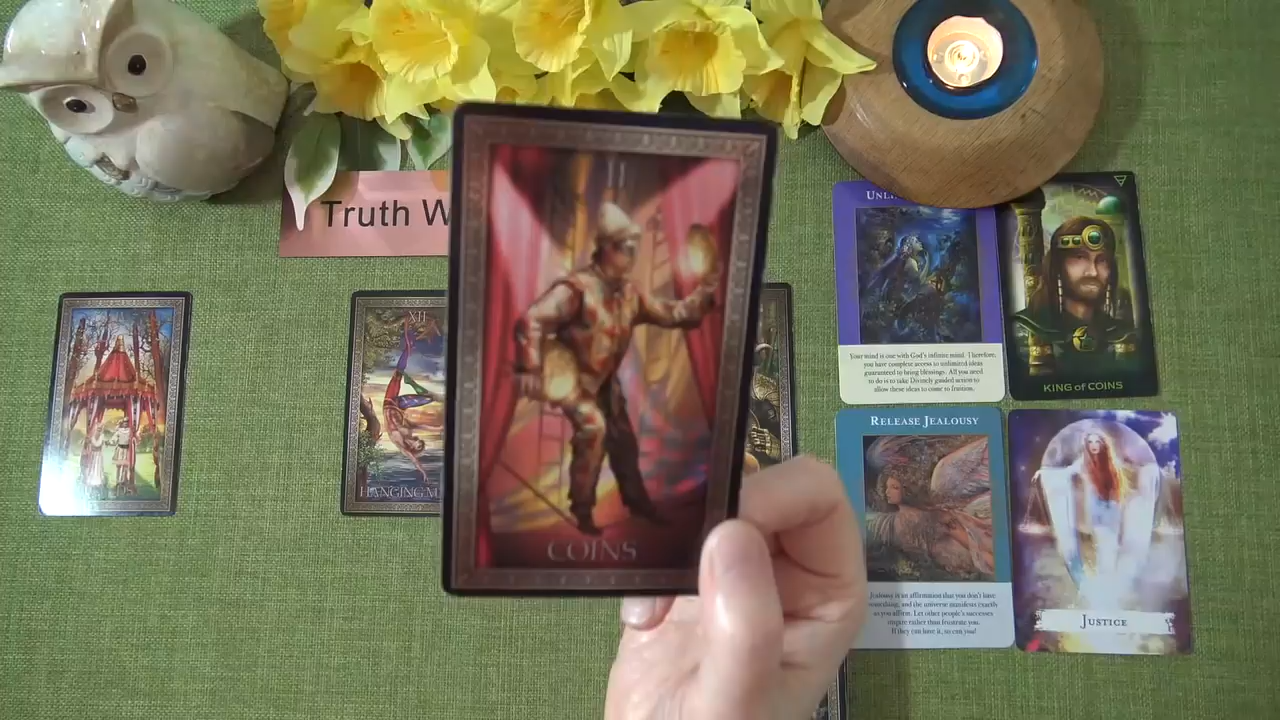 Truth W
II
COINS
XII
HANGING M
UNL
Your mind is one with God's infinite mind. Therefore,
you have complete access to unlimited ideas
guaranteed to bring blessings. All you need
to do is to take Divinely guided action to
allow these ideas to come to fruition.
KING of COINS
RELEASE JEALOUSY
Jealousy is an affirmation that you don't have
something, and the universe manifests exactly
as you affirm. Let other people's successes
inspire rather than frustrate you.
If they can have it, so can you!
JUSTICE